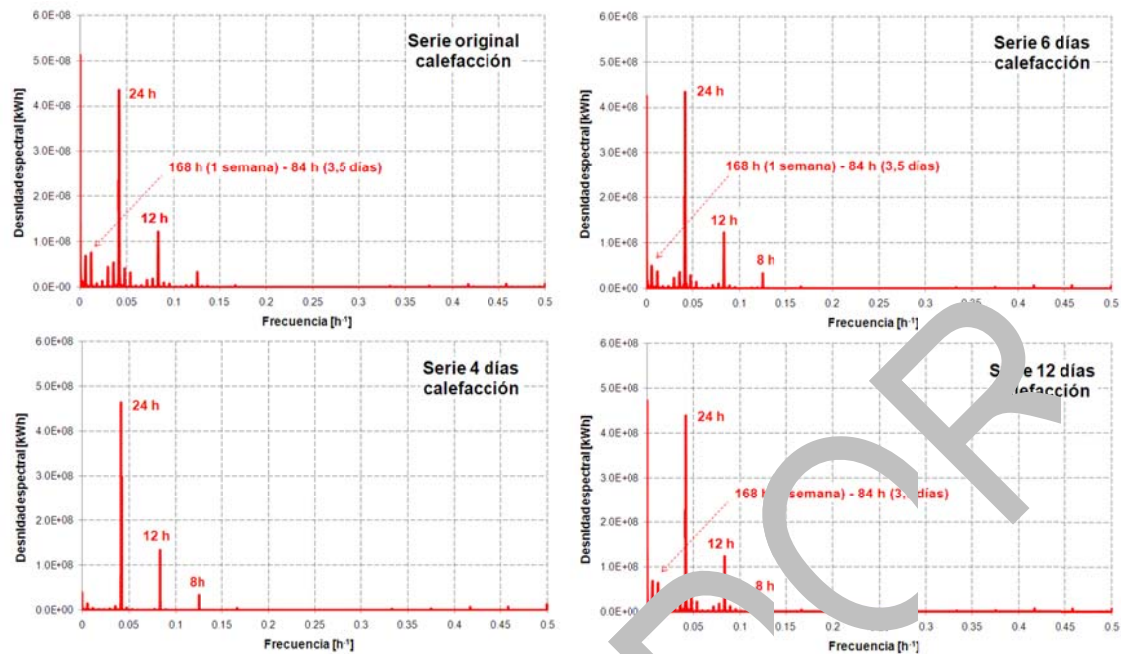 Serie original
calefacción
6.0E+08
5.0E+08
4.0E+08
3.0E+08
2.0E+08
1.0E+08
0.0E+00
24 h
168 h (1 semana) - 84 h (3,5 días)
12 h
0 0.05 0.1 0.15 0.2 0.25 0.3 0.35 0.4 0.45 0.5
Frecuencia [h-1]
Desnidad espectral [kWh]
Serie 6 días
calefacción
6.0E+08
5.0E+08
4.0E+08
3.0E+08
2.0E+08
1.0E+08
0.0E+00
24 h
168 h (1 semana) - 84 h (3,5 días)
12 h
8 h
0 0.05 0.1 0.15 0.2 0.25 0.3 0.35 0.4 0.45 0.5
Frecuencia [h-1]
Desnidad espectral [kWh]
Serie 4 días
calefacción
6.0E+08
5.0E+08
4.0E+08
3.0E+08
2.0E+08
1.0E+08
0.0E+00
24 h
12 h
8h
0 0.05 0.1 0.15 0.2 0.25 0.3 0.35 0.4 0.45 0.5
Frecuencia [h-1]
Desnidad espectral [kWh]
12 días
6.0E+08
5.0E+08
4.0E+08
3.0E+08
2.0E+08
1.0E+08
0.0E+00
24 h
168 h - 84 h
12 h
8 h
0 0.05 0.1 0.15 0.2 0.25 0.3 0.35 0.4 0.45 0.5
Frecuencia [h-1]
Desnidad espectral [kWh]
CR